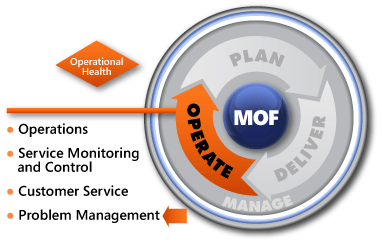 Operational
Health
PLAN
OPERATE
MOF
DELIVER
MANAGE
Operations
Service Monitoring
and Control
Customer Service
Problem Management